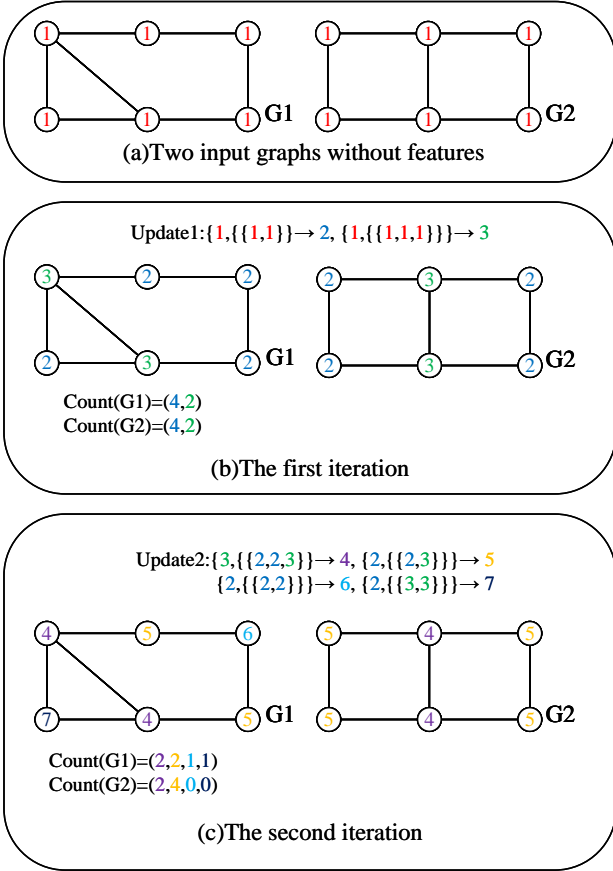 1 1 1 1 1 1
1 1 1 G1 1 1 1 G2
(a)Two input graphs without features
Update1:{1,{{1,1}}→ 2, {1,{{1,1,1}}}→ 3
3 2 2 2 3 2
2 3 2 G1 2 3 2 G2
Count(G1)=(4,2)
Count(G2)=(4,2)
(b)The first iteration
Update2:{3,{{2,2,3}}→ 4, {2,{{2,3}}}→ 5
{2,{{2,2}}}→ 6, {2,{{3,3}}}→ 7
4 5 6 5 4 5
7 4 5 G1 5 4 5 G2
Count(G1)=(2,2,1,1)
Count(G2)=(2,4,0,0)
(c)The second iteration